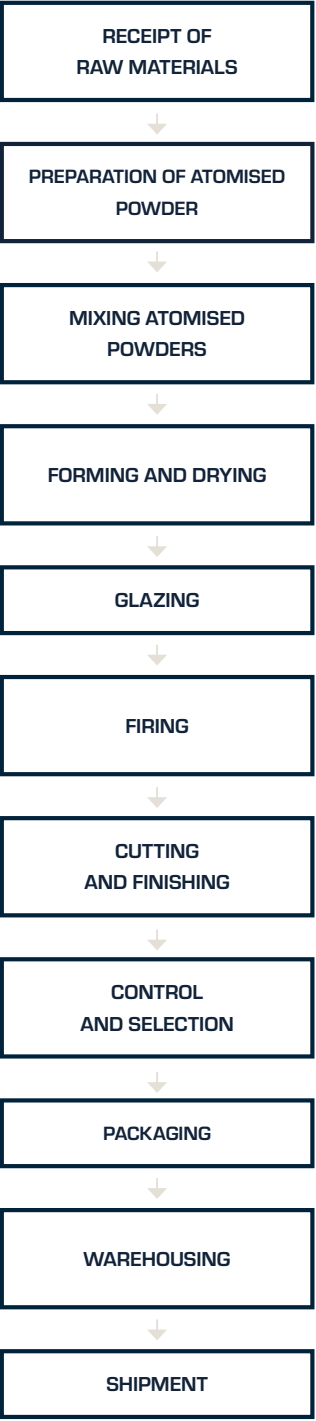 RECEIPT OF
RAW MATERIALS
PREPARATION OF ATOMISED
POWDER
MIXING ATOMISED
POWDERS
FORMING AND DRYING
GLAZING
FIRING
CUTTING
AND FINISHING
CONTROL
AND SELECTION
PACKAGING
WAREHOUSING
SHIPMENT